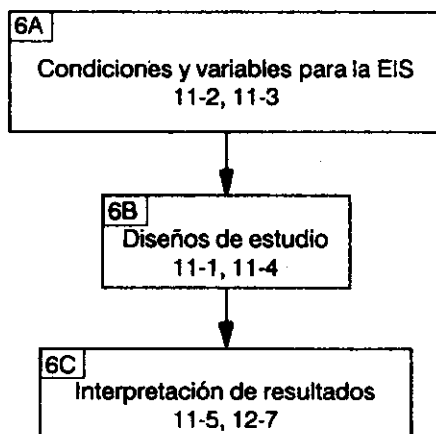 6A
Condiciones y variables para la EIS
11-2, 11-3
6B
Diseños de estudio
11-1, 11-4
6C
Interpretación de resultados
11-5, 12-7